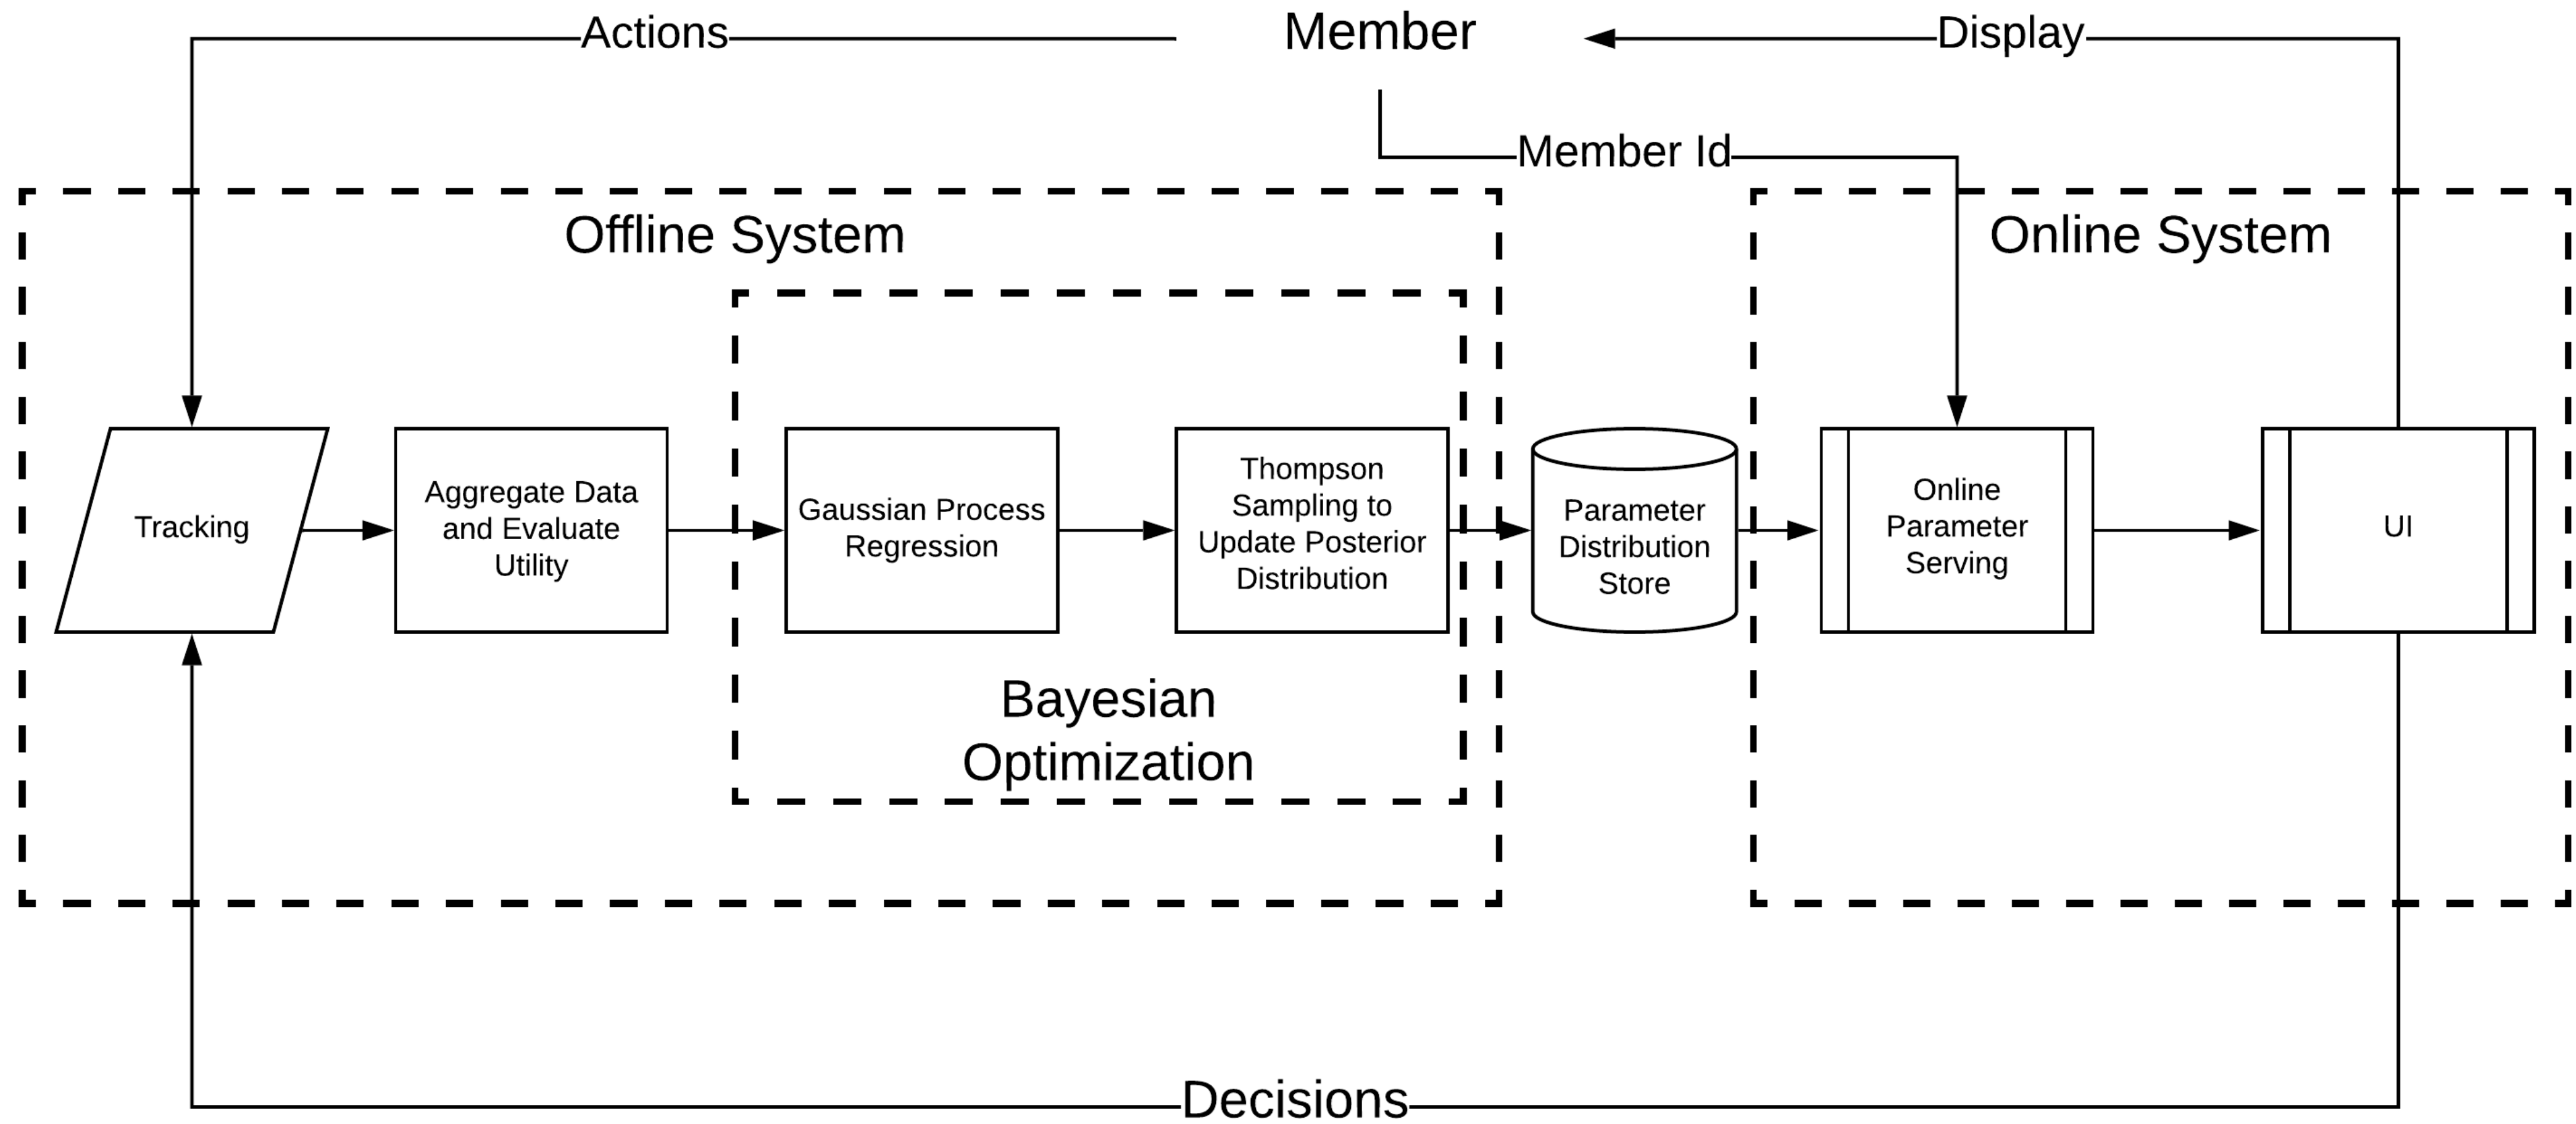 Actions
Member
Display
Member Id
Offline System
Online System
Tracking
Aggregate Data
and Evaluate
Utility
Gaussian Process
Regression
Thompson
Sampling to
Update Posterior
Distribution
Parameter
Distribution
Store
Online
Parameter
Serving
UI
Bayesian
Optimization
Decisions